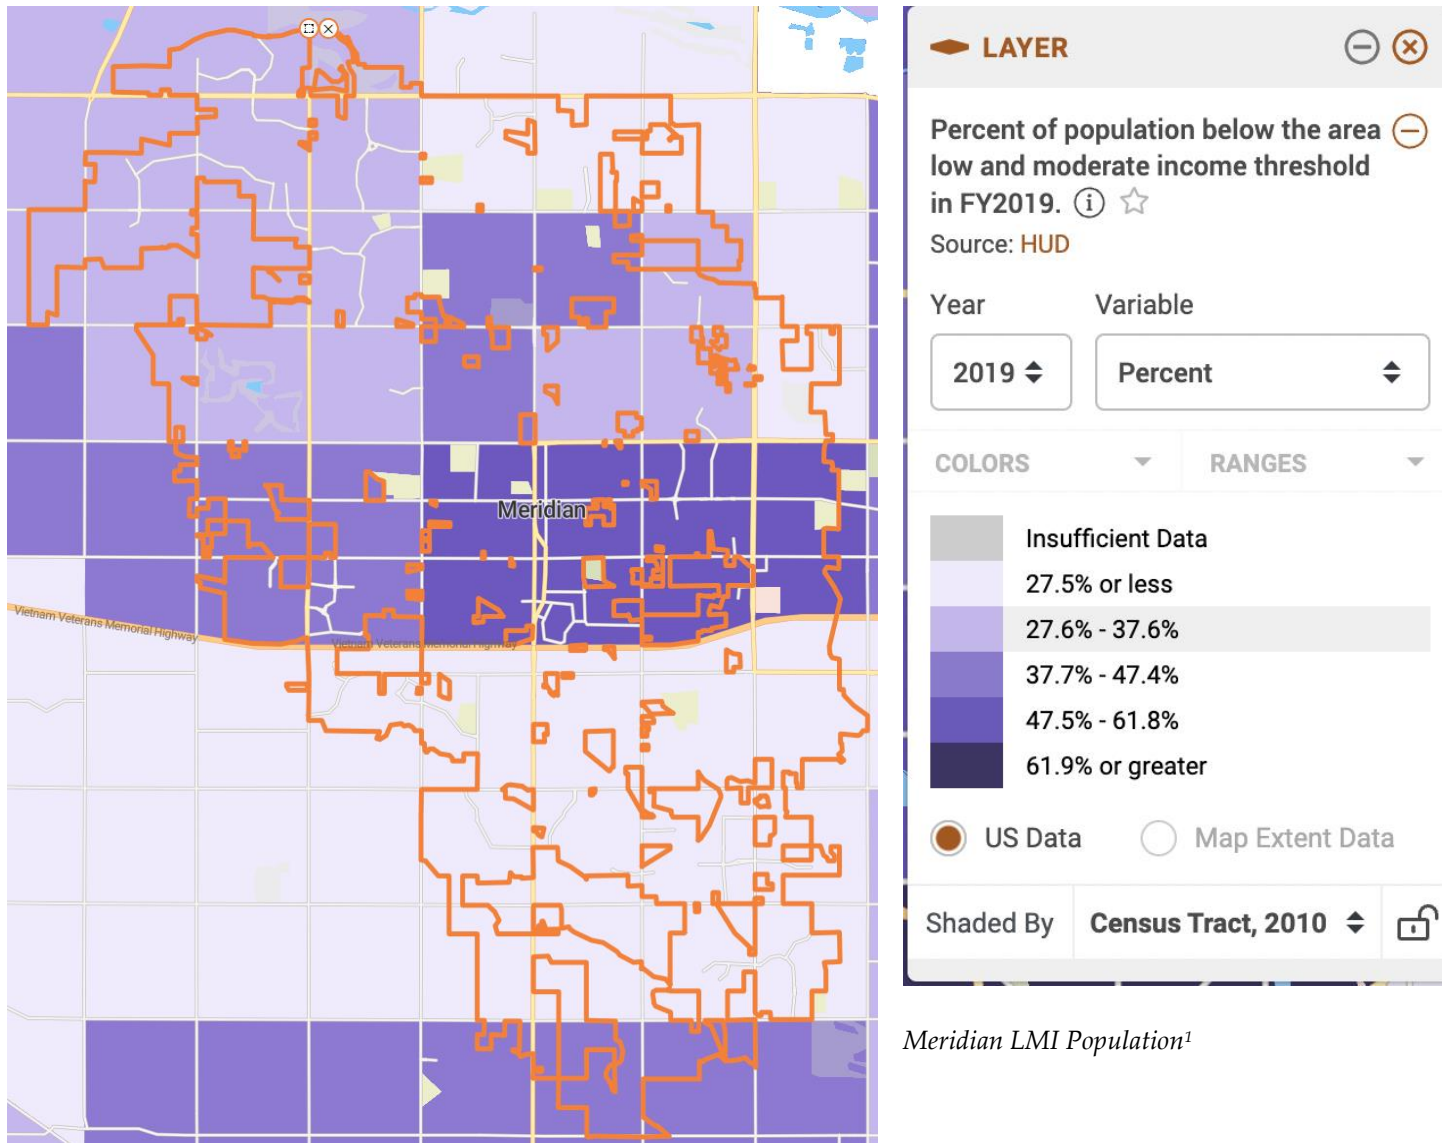 Meridian
Vietnam Veterans Memorial Highway
Vietnam Veterans Memorial Highway
LAYER
Percent of population below the area
low and moderate income threshold
in FY2019.
Source: HUD
Year Variable
2019 Percent
COLORS RANGES
Insufficient Data
27.5% or less
27.6% - 37.6%
37.7% - 47.4%
47.5% - 61.8%
61.9% or greater
US Data Map Extent Data
Shaded By Census Tract, 2010
Meridian LMI Population¹